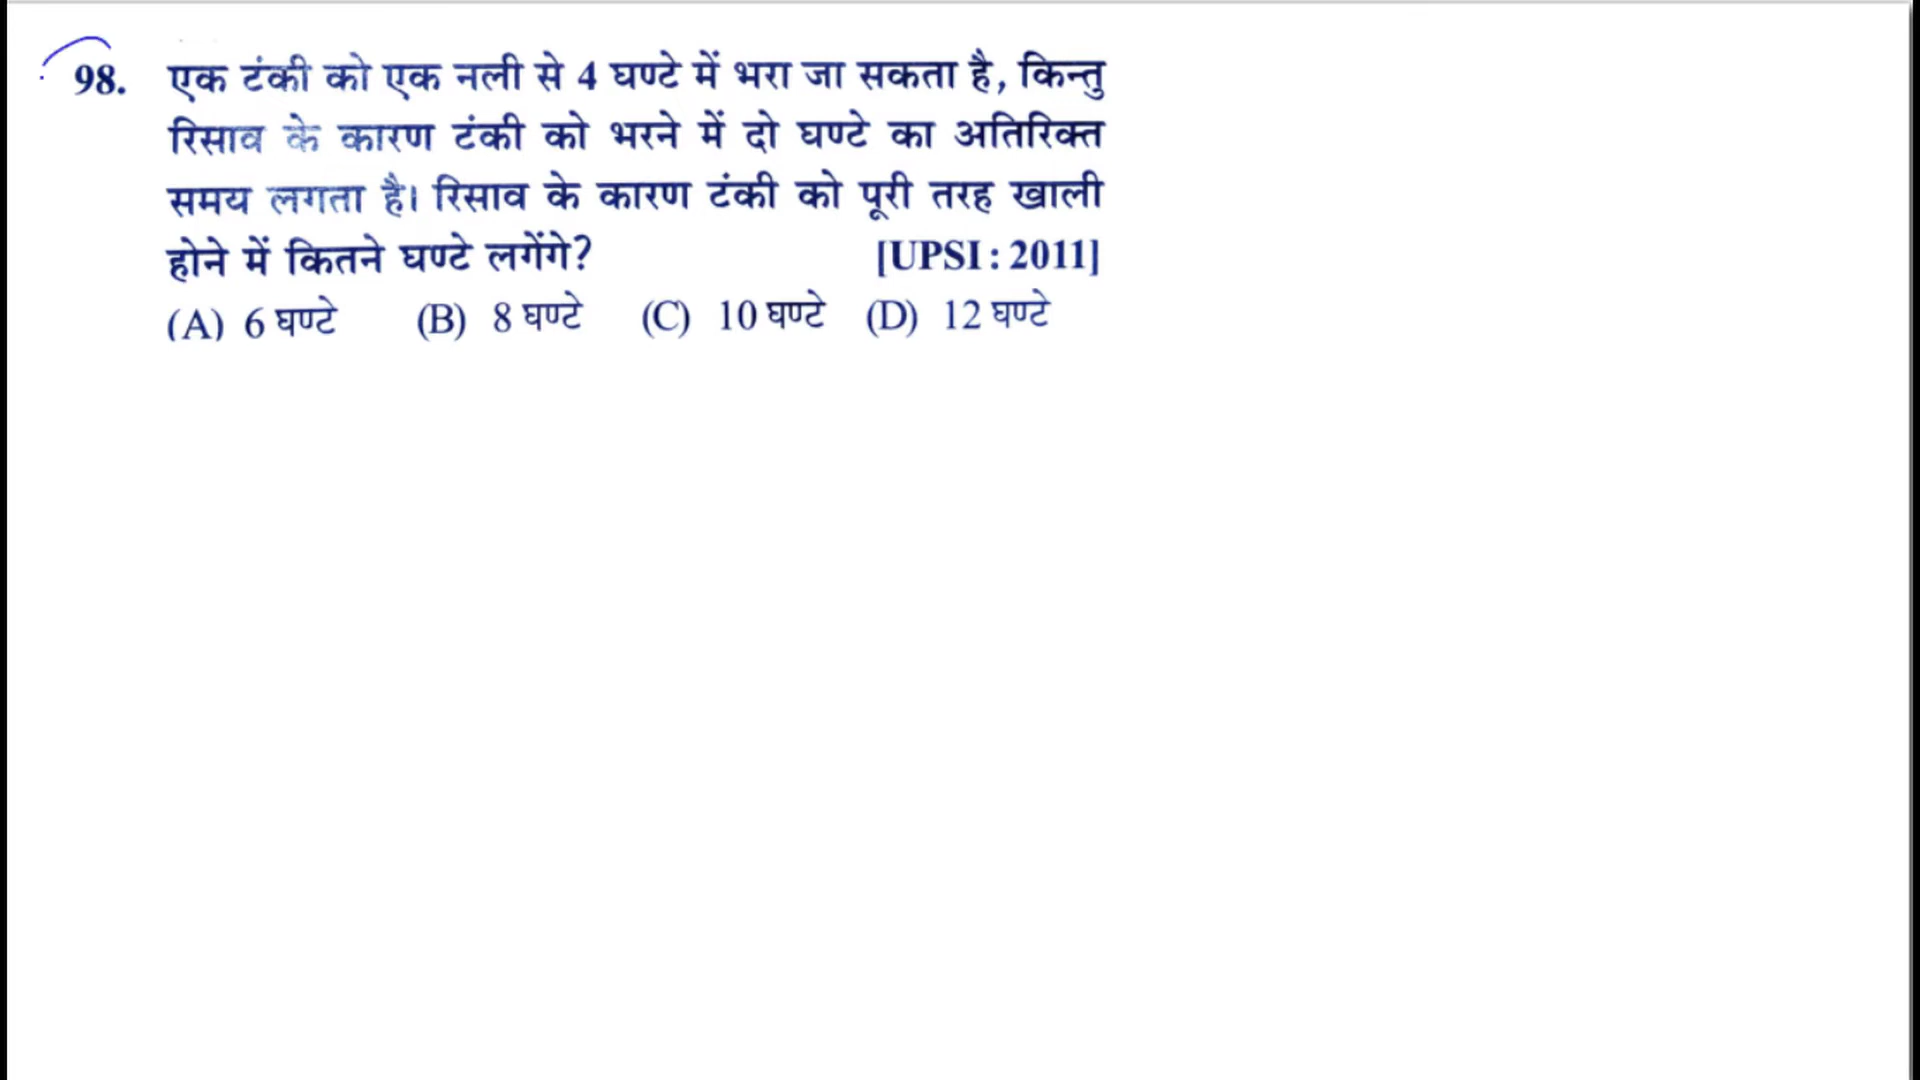 98. एक टंकी को एक नली से 4 घण्टे में भरा जा सकता है, किन्तु
रिसाव के कारण टंकी को भरने में दो घण्टे का अतिरिक्त
समय लगता है। रिसाव के कारण टंकी को पूरी तरह खाली
होने में कितने घण्टे लगेंगे? [UPSI : 2011]
(A) 6 घण्टे (B) 8 घण्टे (C) 10 घण्टे (D) 12 घण्टे